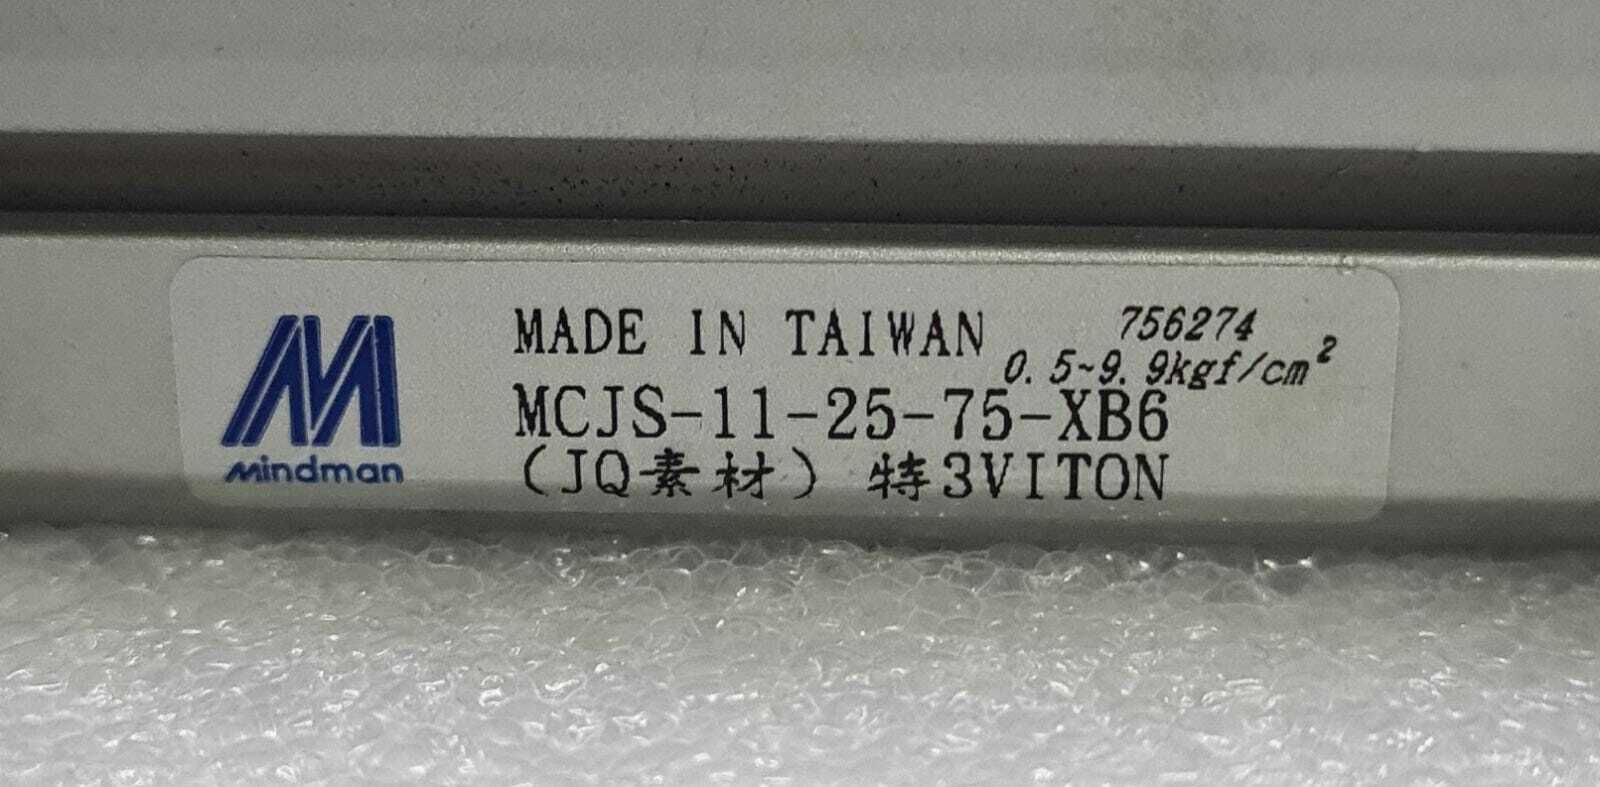 Mindman
MADE IN TAIWAN
756274
0.5~9.9kgf/cm²
MCJS-11-25-75-XB6
(JQ素材) 特3VITON